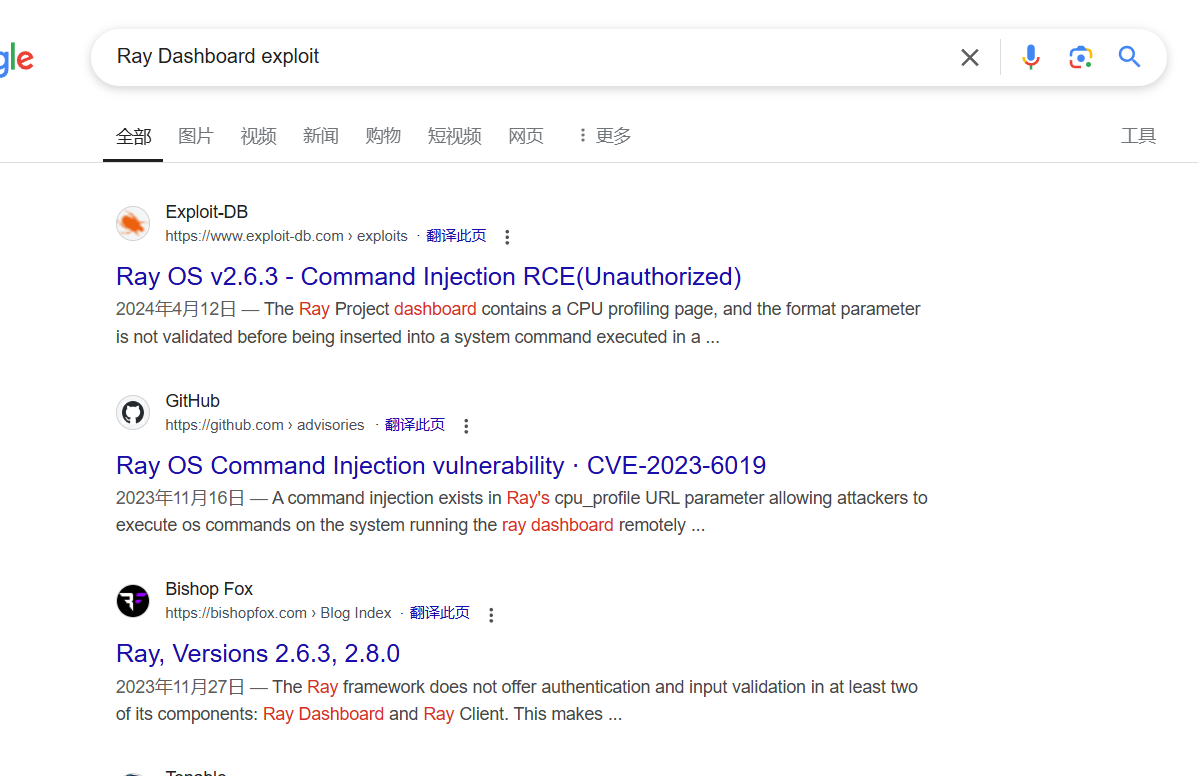 gle
Ray Dashboard exploit
全部 图片 视频 新闻 购物 短视频 网页 更多 工具
Exploit-DB
https://www.exploit-db.com › exploits · 翻译此页
Ray OS v2.6.3 - Command Injection RCE(Unauthorized)
2024年4月12日 — The Ray Project dashboard contains a CPU profiling page, and the format parameter
is not validated before being inserted into a system command executed in a ...
GitHub
https://github.com › advisories · 翻译此页
Ray OS Command Injection vulnerability · CVE-2023-6019
2023年11月16日 — A command injection exists in Ray's cpu_profile URL parameter allowing attackers to
execute os commands on the system running the ray dashboard remotely ...
Bishop Fox
https://bishopfox.com › Blog Index · 翻译此页
Ray, Versions 2.6.3, 2.8.0
2023年11月27日 — The Ray framework does not offer authentication and input validation in at least two
of its components: Ray Dashboard and Ray Client. This makes ...
Tenable